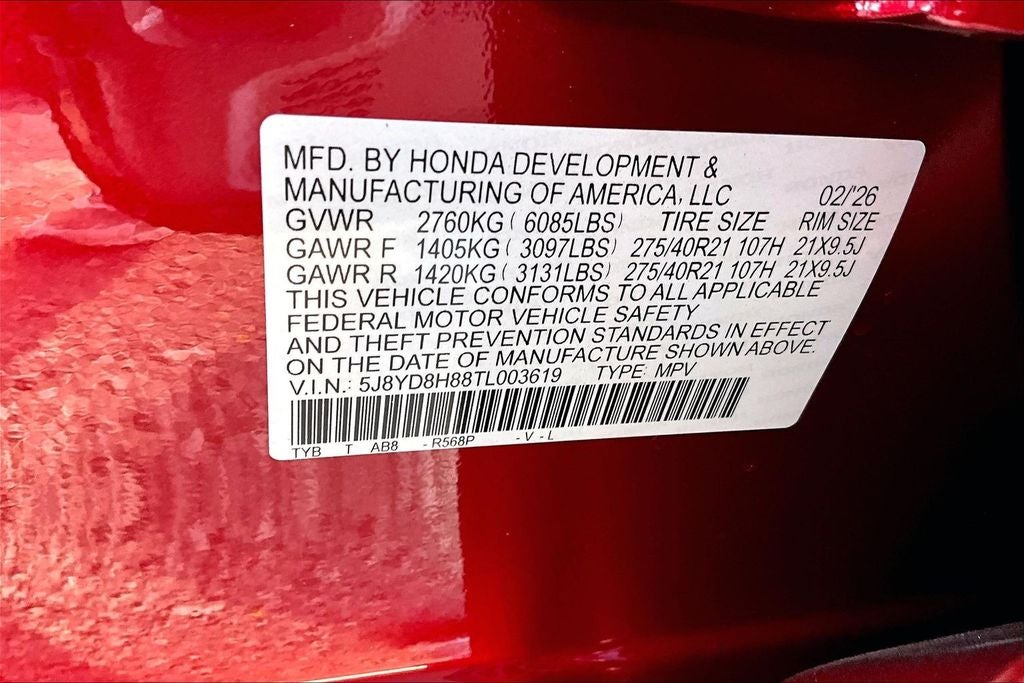 MFD. BY HONDA DEVELOPMENT &
MANUFACTURING OF AMERICA, LLC 02/'26
GVWR 2760KG ( 6085LBS) TIRE SIZE RIM SIZE
GAWR F 1405KG ( 3097LBS) 275/40R21 107H 21X9.5J
GAWR R 1420KG ( 3131LBS) 275/40R21 107H 21X9.5J
THIS VEHICLE CONFORMS TO ALL APPLICABLE
FEDERAL MOTOR VEHICLE SAFETY
AND THEFT PREVENTION STANDARDS IN EFFECT
ON THE DATE OF MANUFACTURE SHOWN ABOVE.
V.I.N.: 5J8YD8H88TL003619 TYPE: MPV
TYB T AB8 - R568P - V - L